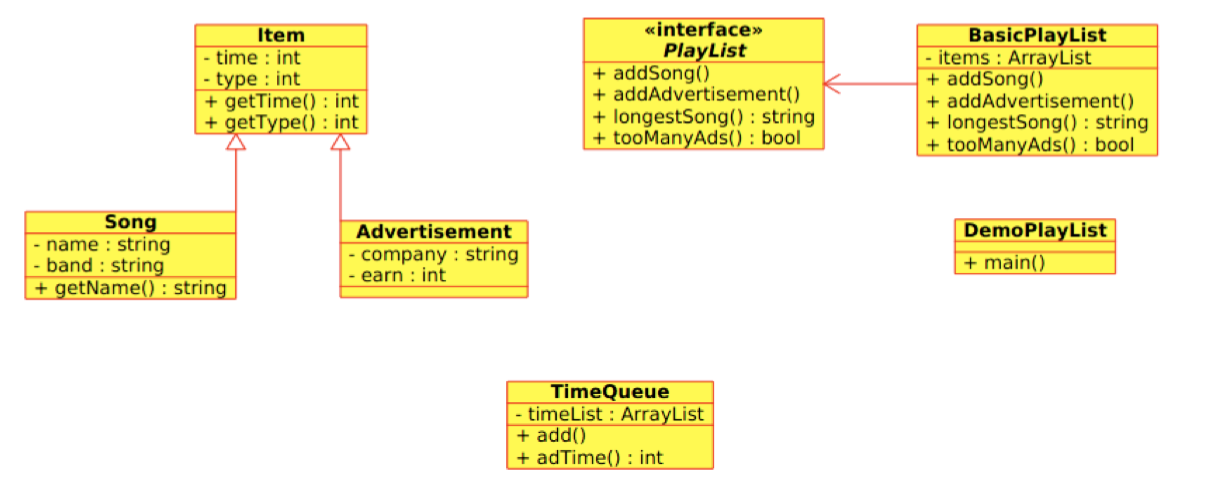 Item
- time : int
- type : int
+ getTime() : int
+ getType() : int
«interface»
PlayList
+ addSong()
+ addAdvertisement()
+ longestSong() : string
+ tooManyAds() : bool
BasicPlayList
- items : ArrayList
+ addSong()
+ addAdvertisement()
+ longestSong() : string
+ tooManyAds() : bool
Song
- name : string
- band : string
+ getName() : string
Advertisement
- company : string
- earn : int
DemoPlayList
+ main()
TimeQueue
- timeList : ArrayList
+ add()
+ adTime() : int